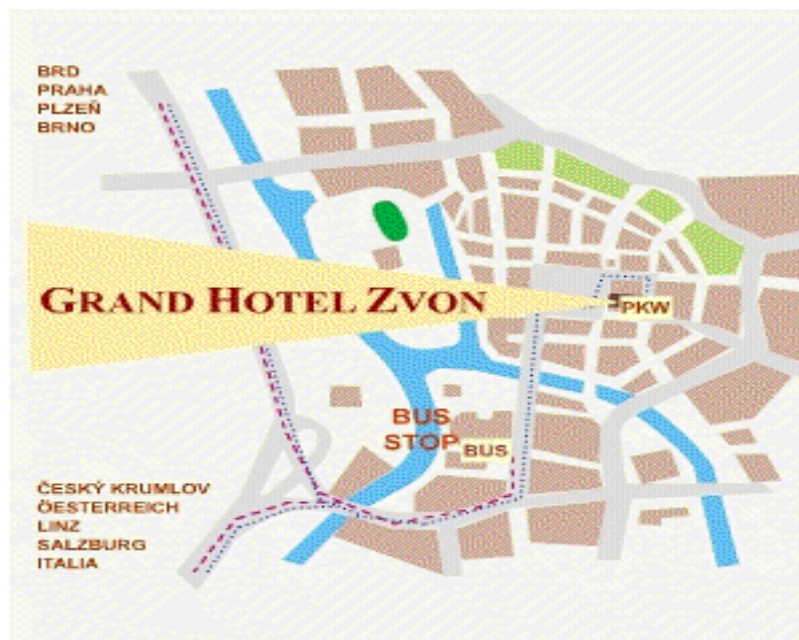 BRD
PRAHA
PLZEŇ
BRNO
GRAND HOTEL ZVON
PKW
BUS
STOP
BUS
ČESKÝ KRUMLOV
ÖESTERREICH
LINZ
SALZBURG
ITALIA